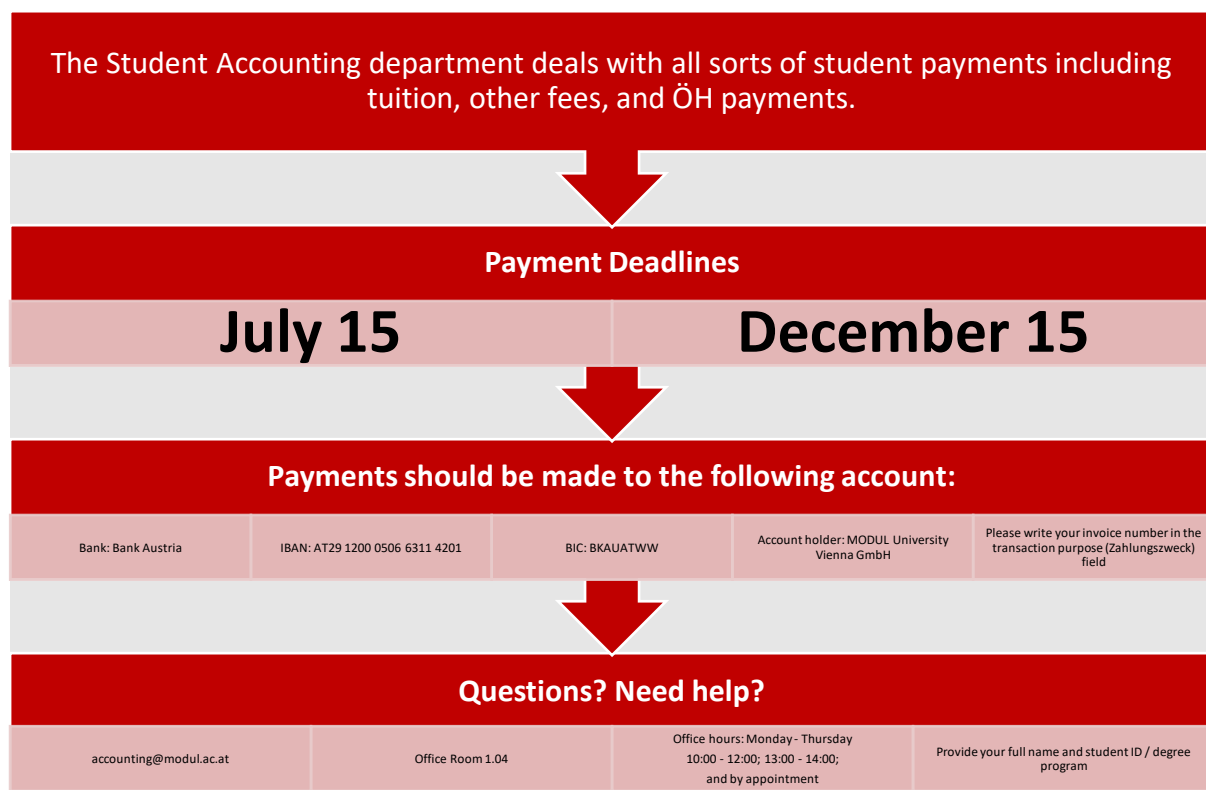 The Student Accounting department deals with all sorts of student payments including
tuition, other fees, and ÖH payments.
Payment Deadlines
July 15
December 15
Payments should be made to the following account:
Bank: Bank Austria
IBAN: AT29 1200 0506 6311 4201
BIC: BKAUATWW
Account holder: MODUL University
Vienna GmbH
Please write your invoice number in the
transaction purpose (Zahlungszweck)
field
Questions? Need help?
accounting@modul.ac.at
Office Room 1.04
Office hours: Monday - Thursday
10:00 - 12:00; 13:00 - 14:00;
and by appointment
Provide your full name and student ID / degree
program